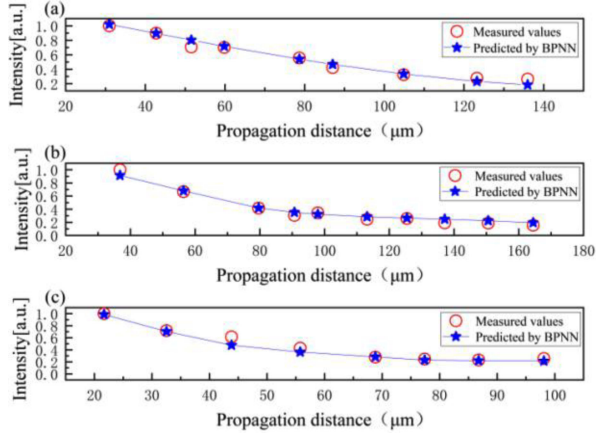 (a)
Intensity[a.u.]
1.0
0.8
0.6
0.4
0.2
Measured values
Predicted by BPNN
20 40 60 80 100 120 140
Propagation distance（μm）
(b)
Intensity[a.u.]
1.0
0.8
0.6
0.4
0.2
0.0
Measured values
Predicted by BPNN
20 40 60 80 100 120 140 160 180
Propagation distance（μm）
(c)
Intensity[a.u.]
1.0
0.8
0.6
0.4
0.2
0.0
Measured values
Predicted by BPNN
20 30 40 50 60 70 80 90 100
Propagation distance（μm）